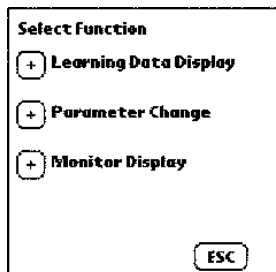 Select Function
+ Learning Data Display
+ Parameter Change
+ Monitor Display
ESC